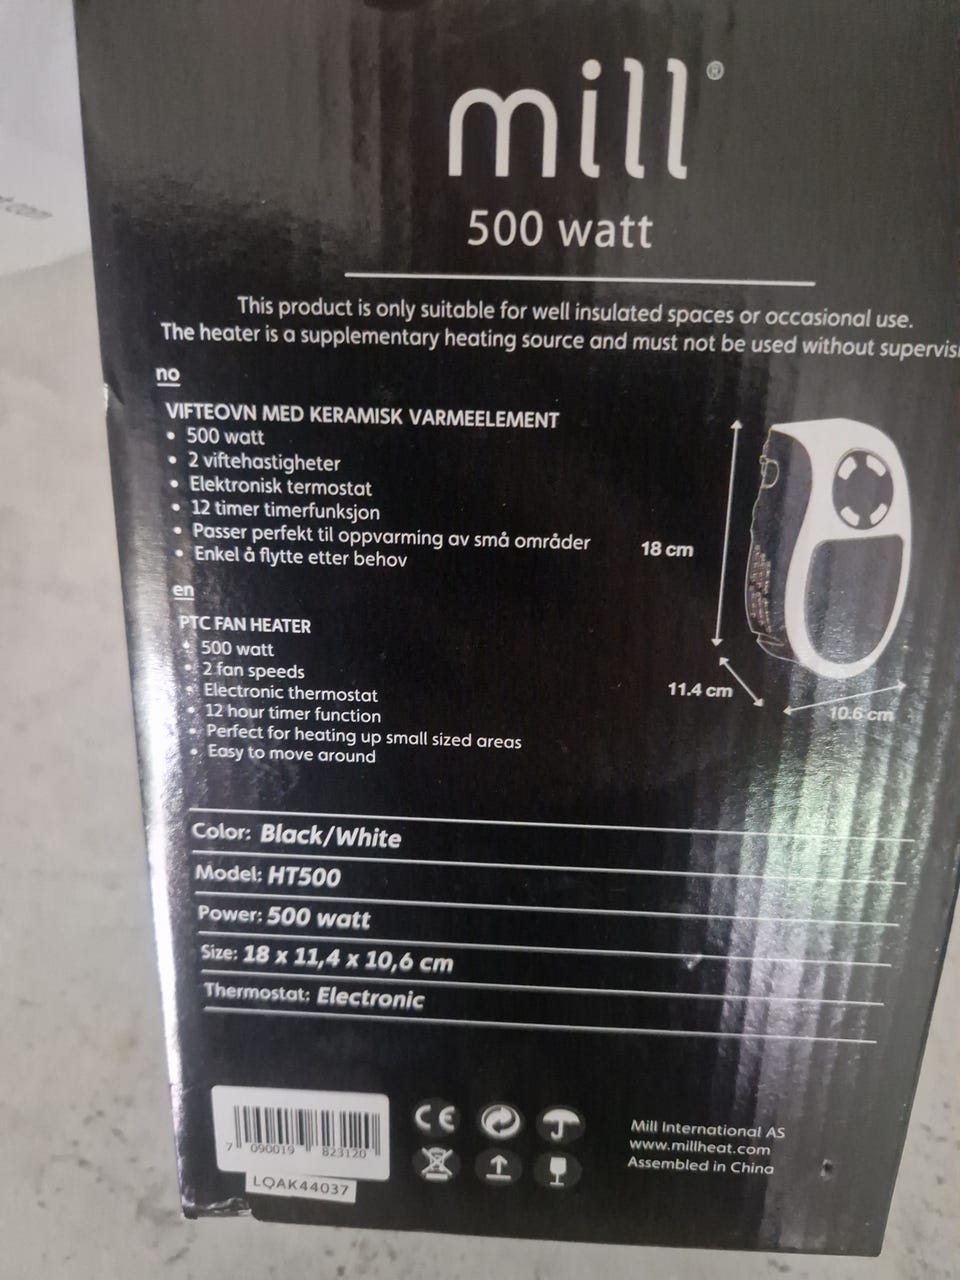 mill®
500 watt
This product is only suitable for well insulated spaces or occasional use.
The heater is a supplementary heating source and must not be used without
no
VIFTEOVN MED KERAMISK VARMEELEMENT
• 500 watt
• 2 viftehastigheter
• Elektronisk termostat
• 12 timer timerfunksjon
• Passer perfekt til oppvarming av små områder
• Enkel å flytte etter behov
18 cm
11.4 cm
10.6 cm
en
PTC FAN HEATER
• 500 watt
• 2 fan speeds
• Electronic thermostat
• 12 hour timer function
• Perfect for heating up small sized areas
• Easy to move around
Color: Black/White
Model: HT500
Power: 500 watt
Size: 18 x 11,4 x 10,6 cm
Thermostat: Electronic
7 090019 823120
LQAK44037
CE
Mill International AS
www.millheat.com
Assembled in China